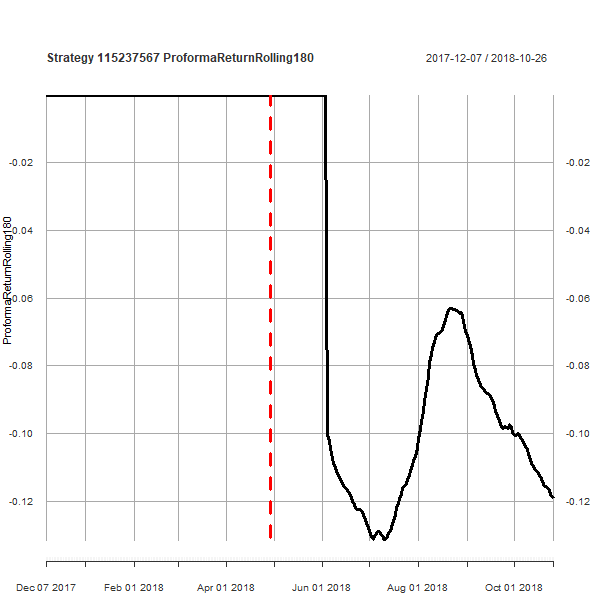 Strategy 115237567 ProformaReturnRolling180
2017-12-07 / 2018-10-26
ProformaReturnRolling180
-0.02
-0.04
-0.06
-0.08
-0.10
-0.12
-0.02
-0.04
-0.06
-0.08
-0.10
-0.12
Dec 07 2017
Feb 01 2018
Apr 01 2018
Jun 01 2018
Aug 01 2018
Oct 01 2018